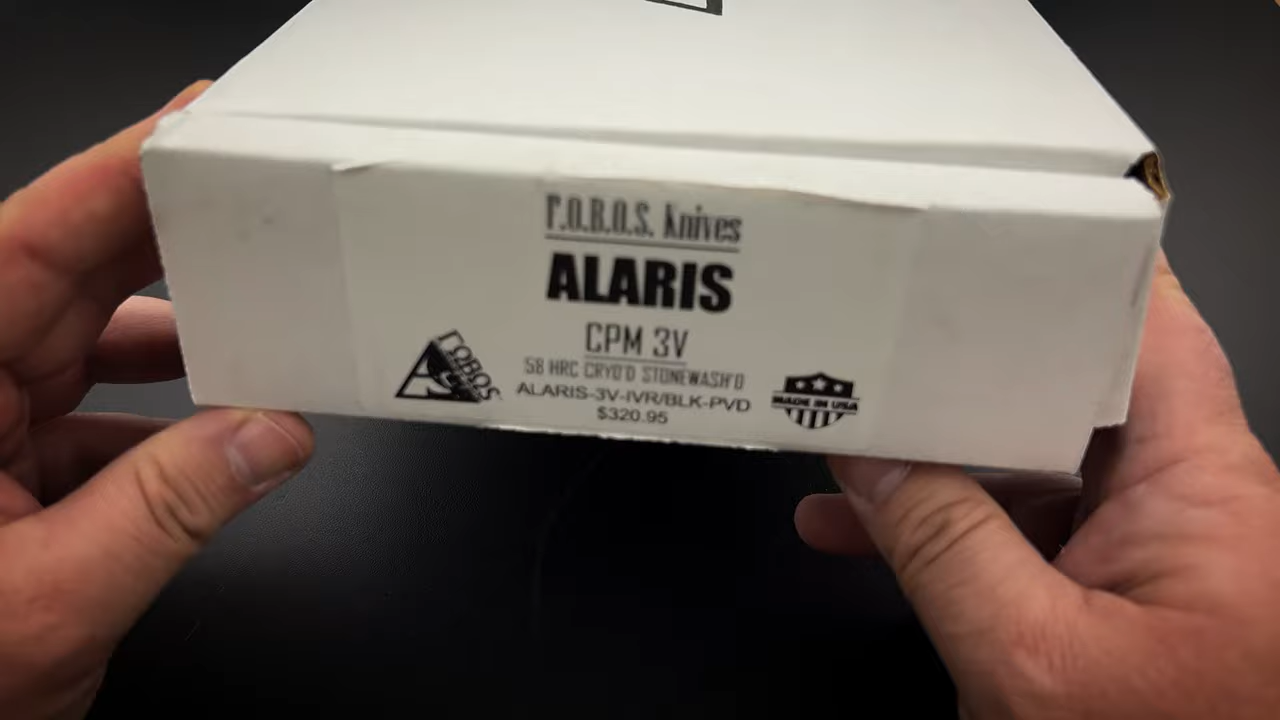 F.O.B.O.S. Knives
ALARIS
CPM 3V
58 HRC CRYO'D STONEWASH'D
ALARIS-3V-IVR/BLK-PVD
$320.95
FOBOS
MADE IN USA